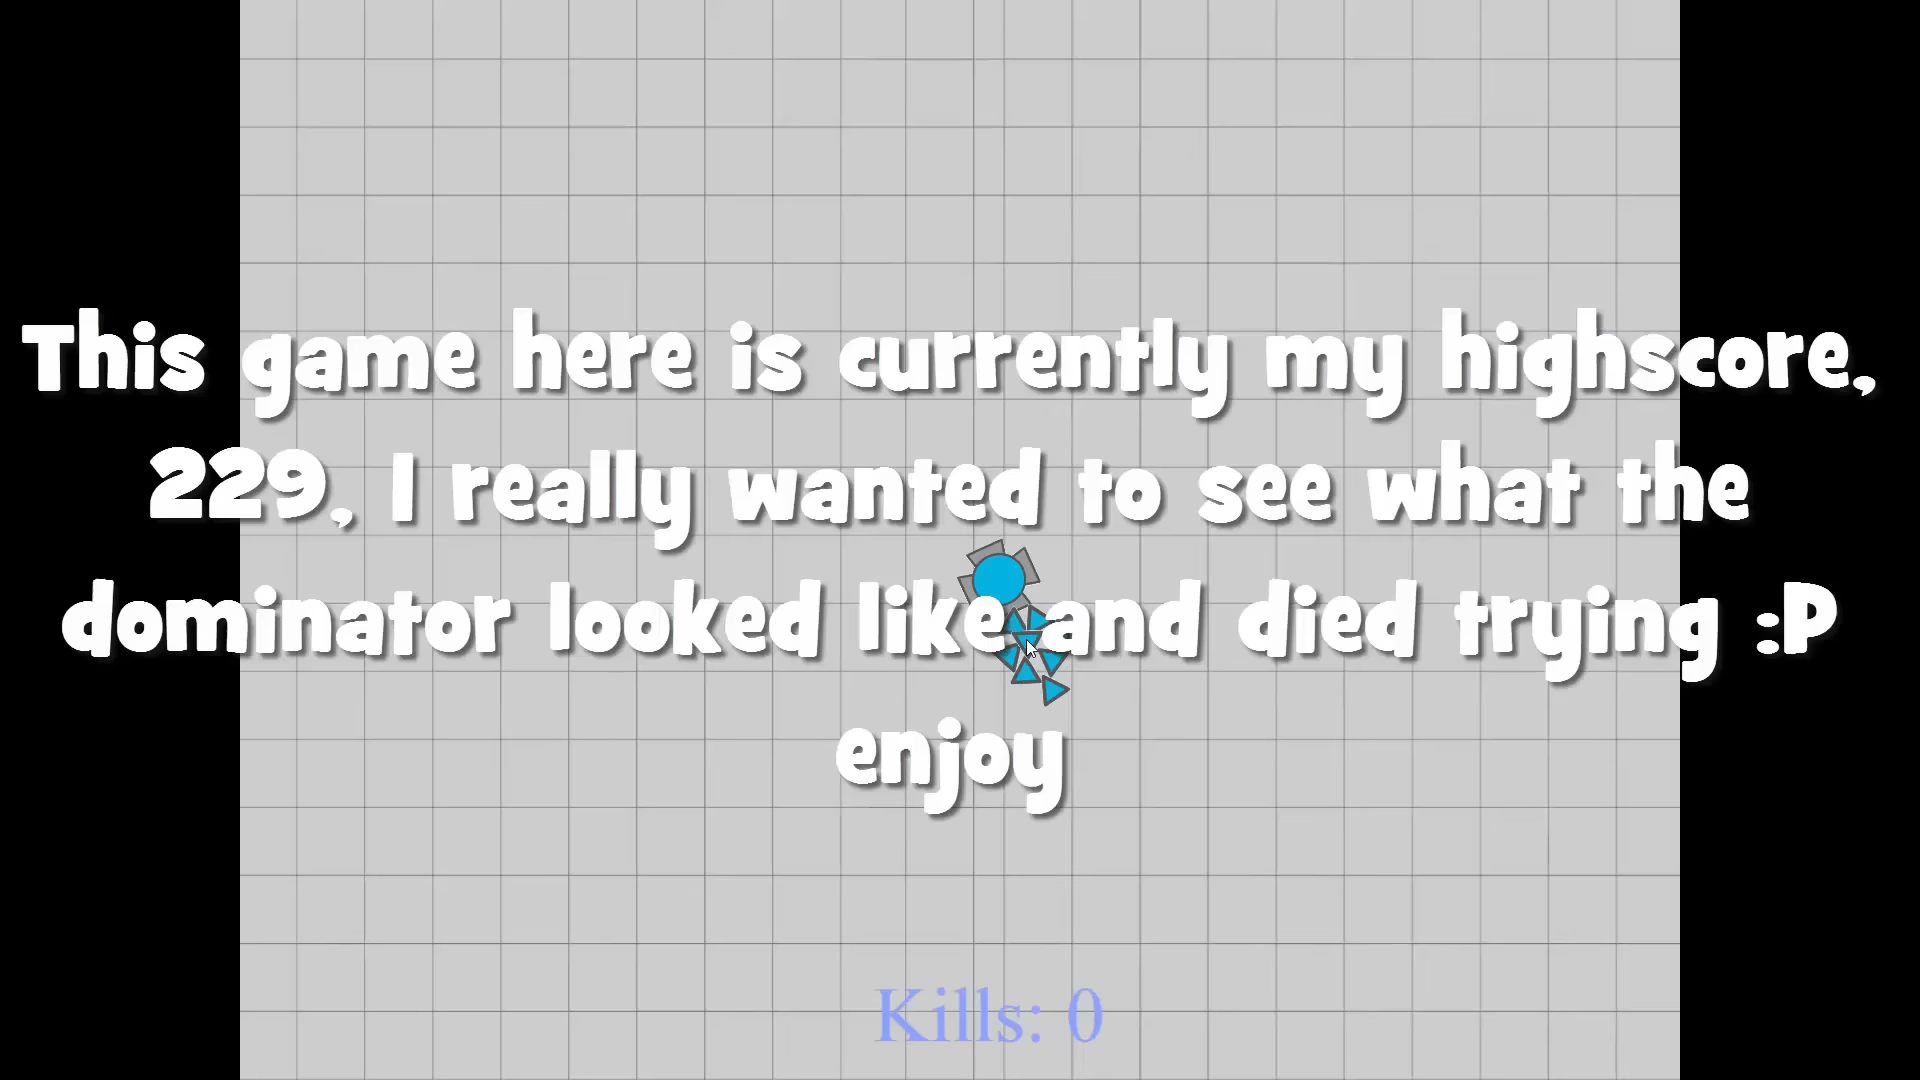 This game here is currently my highscore,
229, I really wanted to see what the
dominator looked like and died trying :P
enjoy
Kills: 0